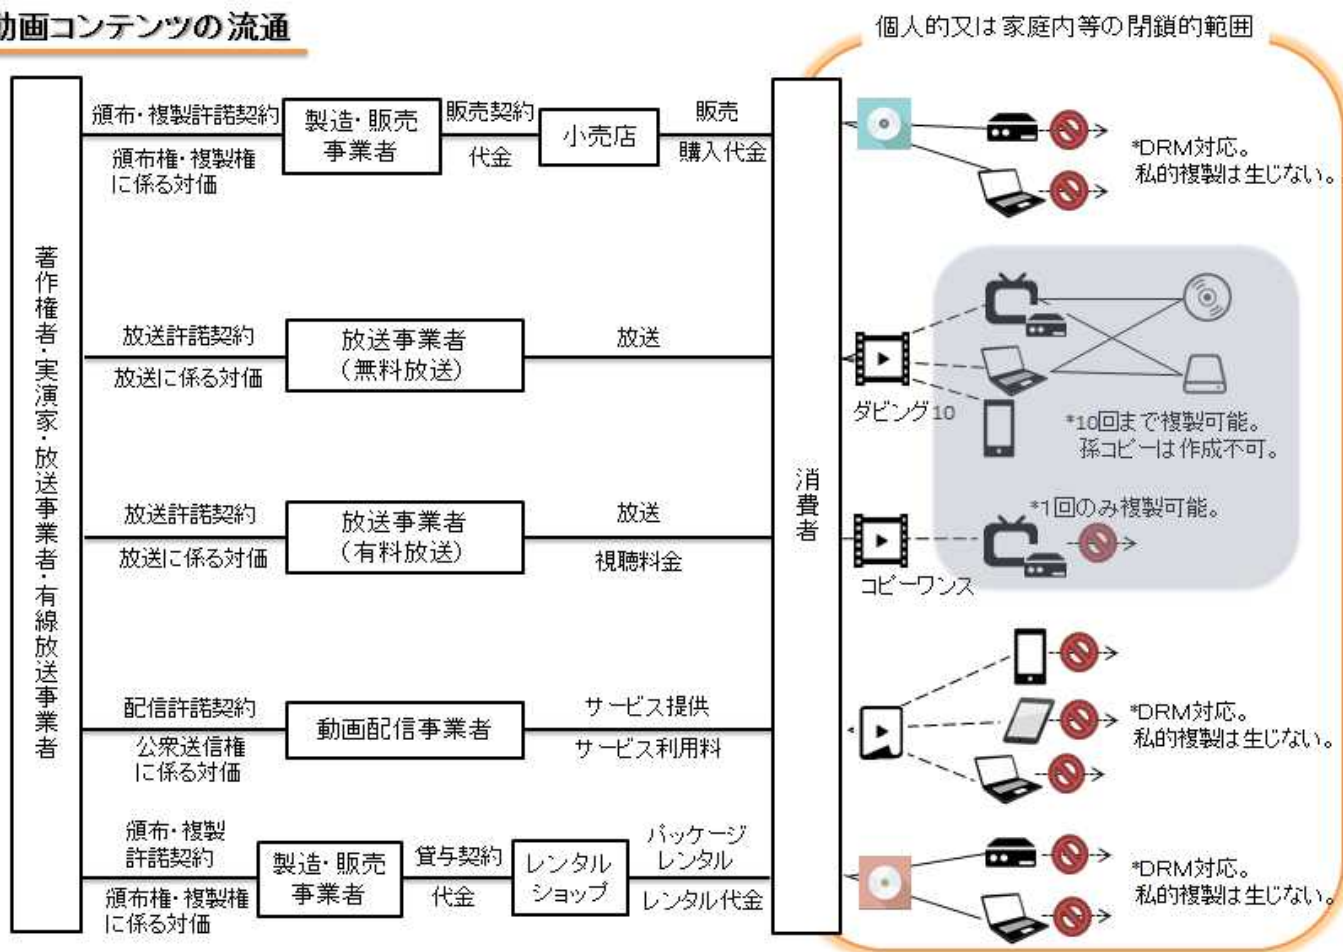 動画コンテンツの流通
個人的又は家庭内等の閉鎖的範囲
著作権者・実演家・放送事業者・有線放送事業者
頒布・複製許諾契約
頒布権・複製権
に係る対価
製造・販売
事業者
販売契約
代金
小売店
販売
購入代金
*DRM対応。
私的複製は生じない。
放送許諾契約
放送に係る対価
放送事業者
(無料放送)
放送
ダビング10
*10回まで複製可能。
孫コピーは作成不可。
消費者
放送許諾契約
放送に係る対価
放送事業者
(有料放送)
放送
視聴料金
コピーワンス
*1回のみ複製可能。
配信許諾契約
公衆送信権
に係る対価
動画配信事業者
サービス提供
サービス利用料
*DRM対応。
私的複製は生じない。
頒布・複製
許諾契約
頒布権・複製権
に係る対価
製造・販売
事業者
貸与契約
代金
レンタル
ショップ
パッケージ
レンタル
レンタル代金
*DRM対応。
私的複製は生じない。